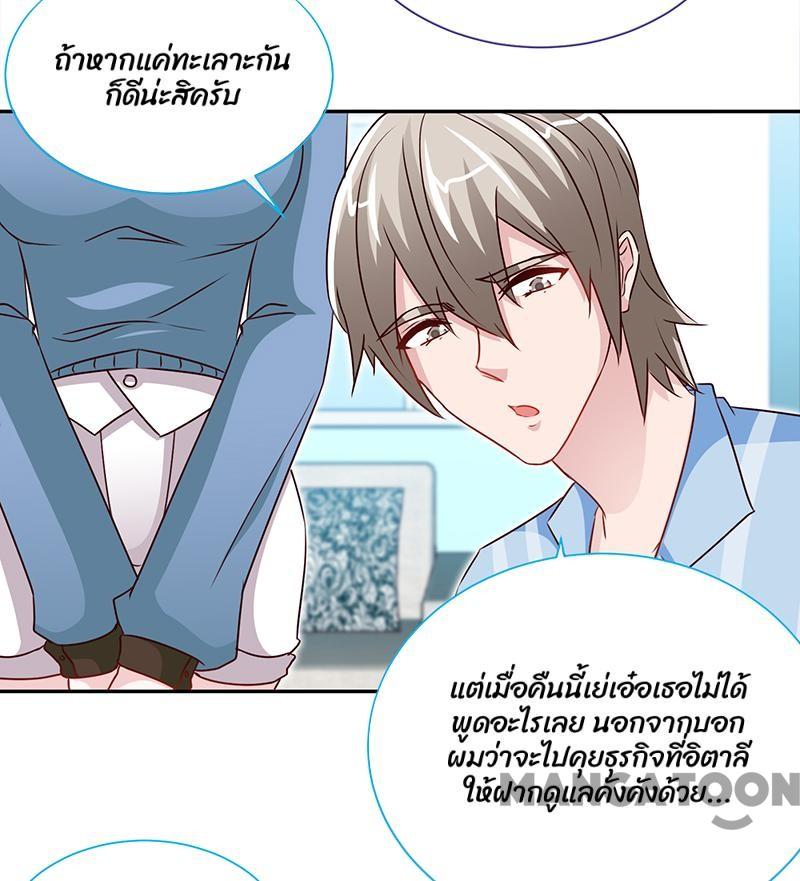 ถ้าหากแค่ทะเลาะกัน
ก็ดีน่ะสิครับ
แต่เมื่อคืนนี้เย่เอ๋อเธอไม่ได้
พูดอะไรเลย นอกจากบอก
ผมว่าจะไปคุยธุรกิจที่อิตาลี
ให้ฝากดูแลคังคังด้วย...
MANGATOON